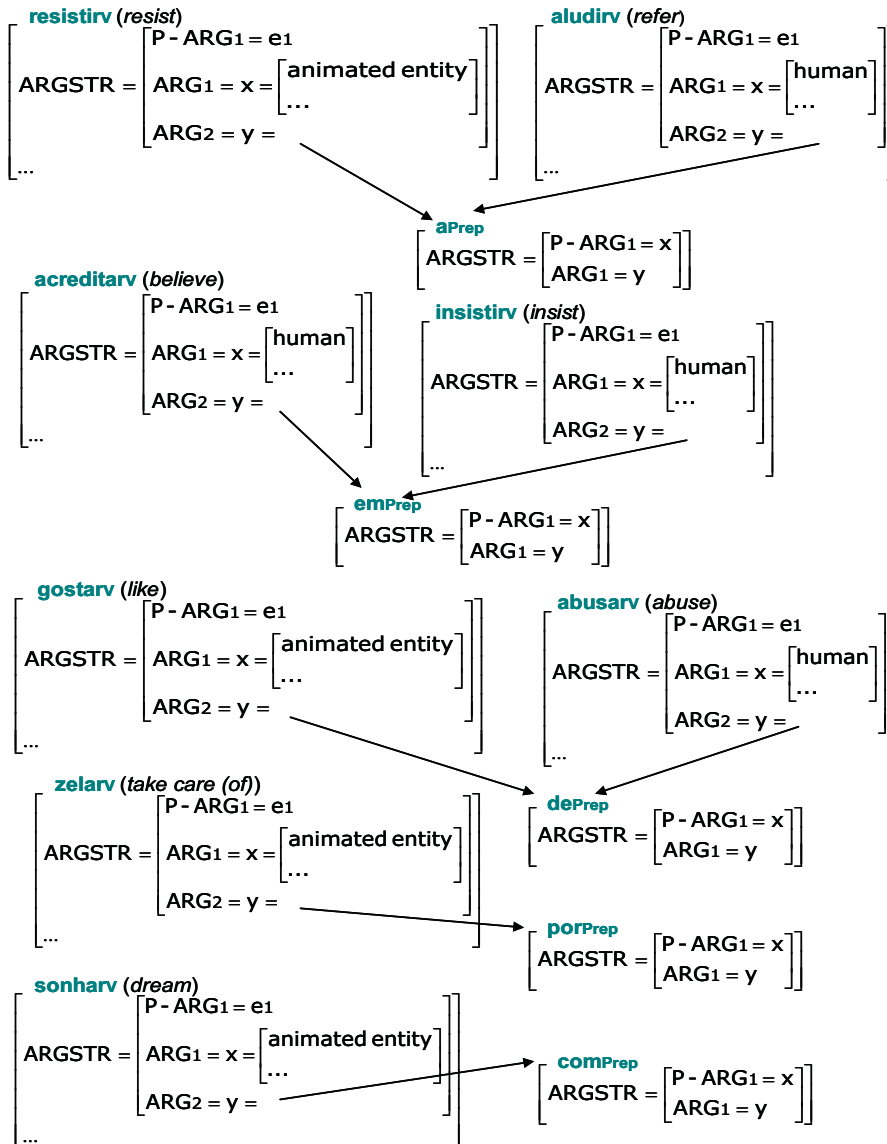 resistirv (resist)
P-ARG1 = e1
ARGSTR = ARG1 = x = animated entity
...
ARG2 = y =
...
aludirv (refer)
P-ARG1 = e1
ARGSTR = ARG1 = x = human
...
ARG2 = y =
...
aPrep
P-ARG1 = x
ARGSTR =
ARG1 = y
acreditarv (believe)
P-ARG1 = e1
ARGSTR = ARG1 = x = human
...
ARG2 = y =
...
insistirv (insist)
P-ARG1 = e1
ARGSTR = ARG1 = x = human
...
ARG2 = y =
...
emPrep
P-ARG1 = x
ARGSTR =
ARG1 = y
gostarv (like)
P-ARG1 = e1
ARGSTR = ARG1 = x = animated entity
...
ARG2 = y =
...
abusarv (abuse)
P-ARG1 = e1
ARGSTR = ARG1 = x = human
...
ARG2 = y =
...
dePrep
P-ARG1 = x
ARGSTR =
ARG1 = y
zelarv (take care (of))
P-ARG1 = e1
ARGSTR = ARG1 = x = animated entity
...
ARG2 = y =
...
porPrep
P-ARG1 = x
ARGSTR =
ARG1 = y
sonharv (dream)
P-ARG1 = e1
ARGSTR = ARG1 = x = animated entity
...
ARG2 = y =
...
comPrep
P-ARG1 = x
ARGSTR =
ARG1 = y